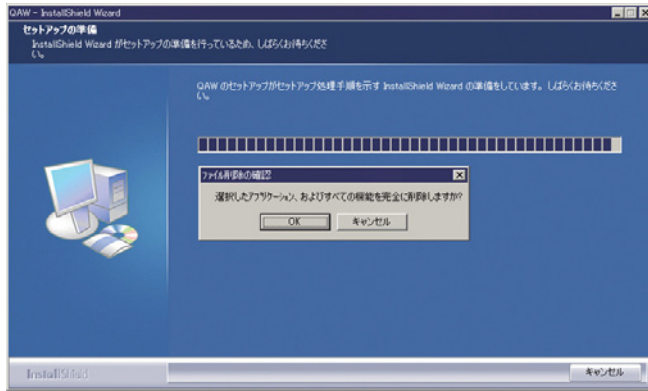 QAW - InstallShield Wizard
セットアップの準備
InstallShield Wizard がセットアップの準備を行っているため、しばらくお待ちくださ
い。
QAW のセットアップがセットアップ処理手順を示す InstallShield Wizard の準備をしています。しばらくお待ちくださ
い。
ファイル削除の確認
選択したアプリケーション、およびすべての機能を完全に削除しますか?
OK
キャンセル
InstallShield
キャンセル